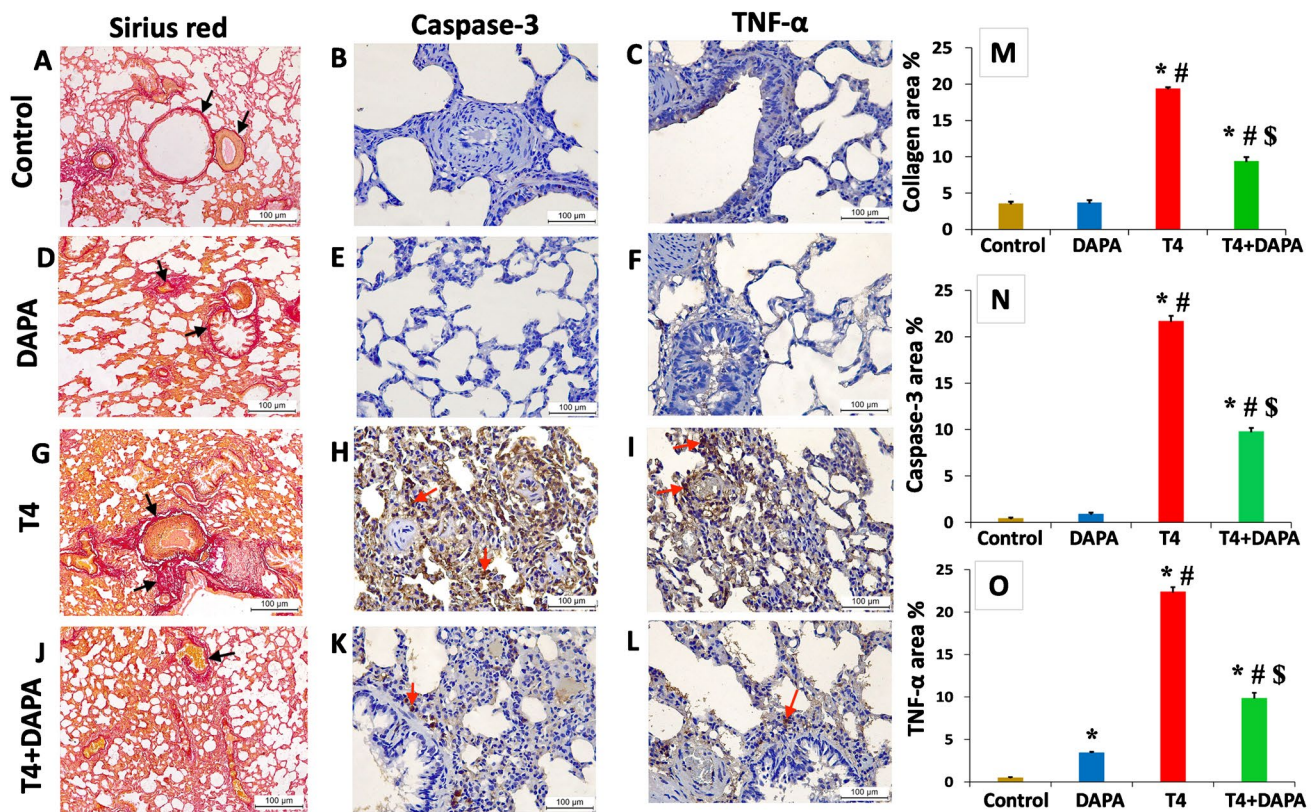 Sirius red Caspase-3 TNF-α
Control
A
100 µm
B
100 µm
C
100 µm
DAPA
D
100 µm
E
100 µm
F
100 µm
T4
G
100 µm
H
100 µm
I
100 µm
T4+DAPA
J
100 µm
K
100 µm
L
100 µm
M
Collagen area %
25
20
15
10
5
0
* #
* # $
Control DAPA T4 T4+DAPA
N
Caspase-3 area %
25
20
15
10
5
0
* #
* # $
Control DAPA T4 T4+DAPA
O
TNF-α area %
25
20
15
10
5
0
*
* #
* # $
Control DAPA T4 T4+DAPA